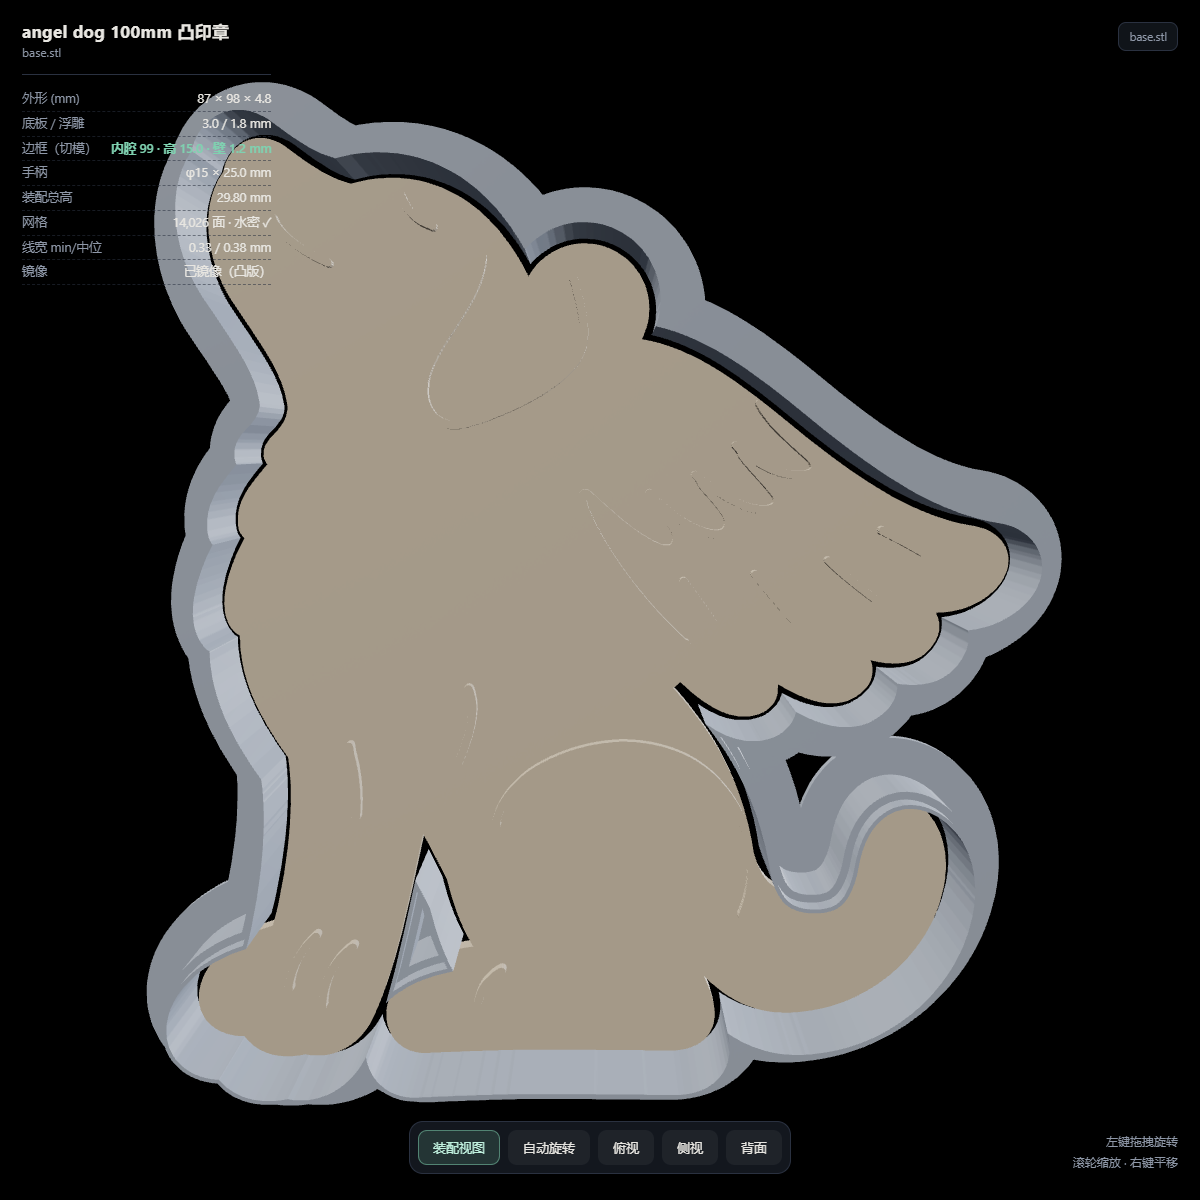 angel dog 100mm 凸印章
base.stl
base.stl
外形 (mm) 87 × 98 × 4.8
底板 / 浮雕 3.0 / 1.8 mm
边框（切模） 内腔 99 · 高 15.0 · 壁 1.2 mm
手柄 φ15 × 25.0 mm
装配总高 29.80 mm
网格 14,026 面 · 水密 ✓
线宽 min/中位 0.33 / 0.38 mm
镜像 已镜像（凸版）
装配视图 自动旋转 俯视 侧视 背面
左键拖拽旋转
滚轮缩放 · 右键平移